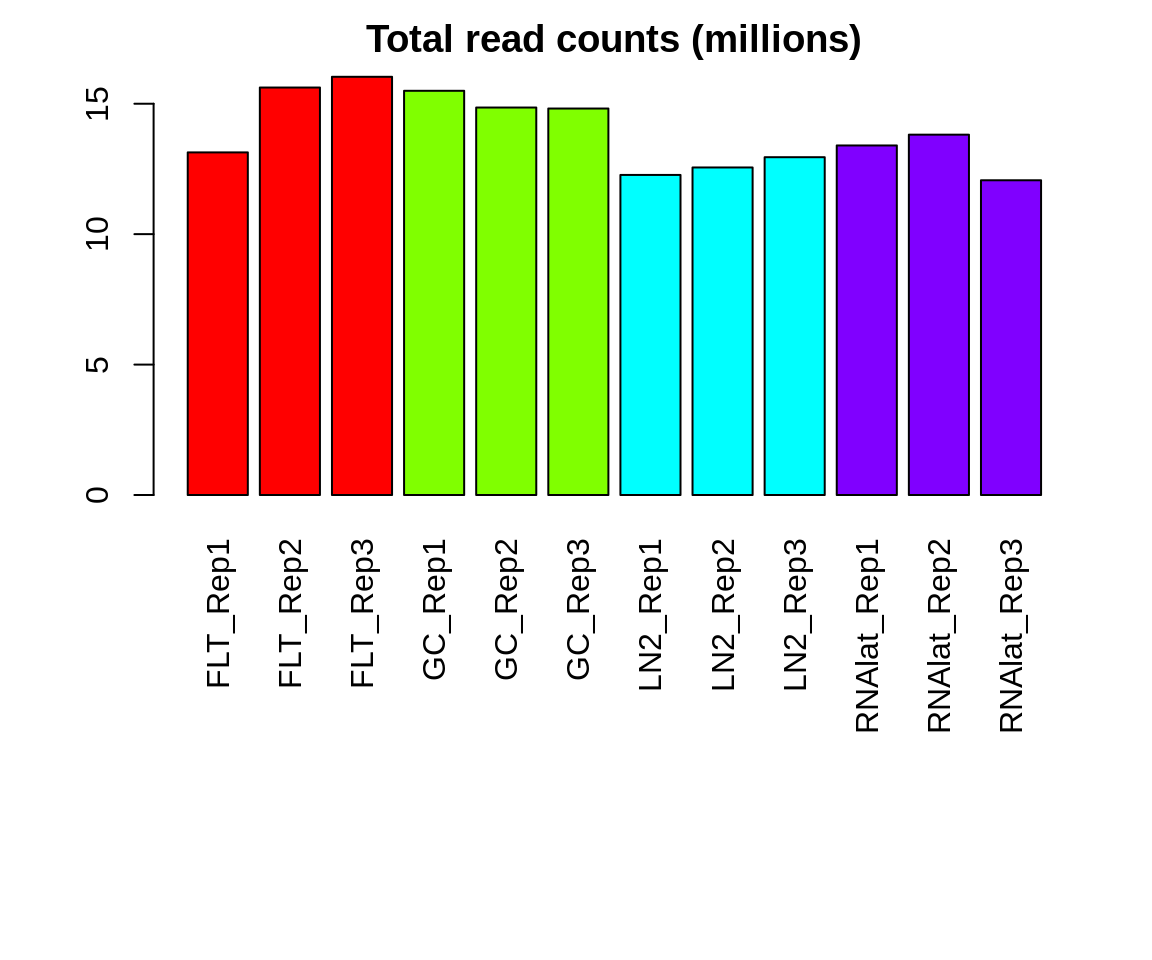 Total read counts (millions)
15
10
5
0
FLT_Rep1
FLT_Rep2
FLT_Rep3
GC_Rep1
GC_Rep2
GC_Rep3
LN2_Rep1
LN2_Rep2
LN2_Rep3
RNAlat_Rep1
RNAlat_Rep2
RNAlat_Rep3